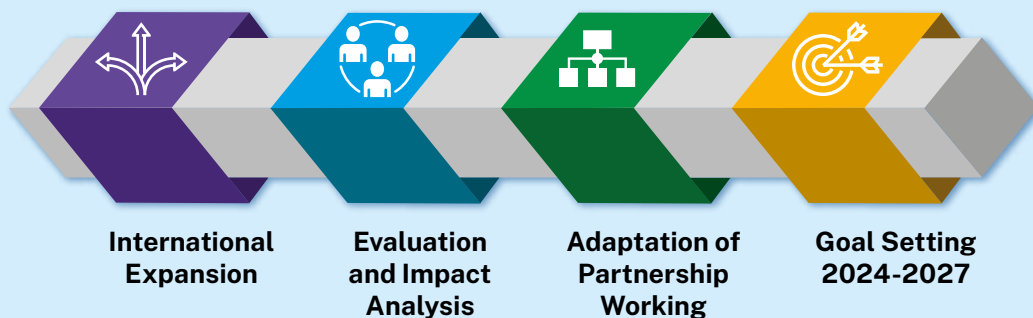 International
Expansion
Evaluation
and Impact
Analysis
Adaptation of
Partnership
Working
Goal Setting
2024-2027